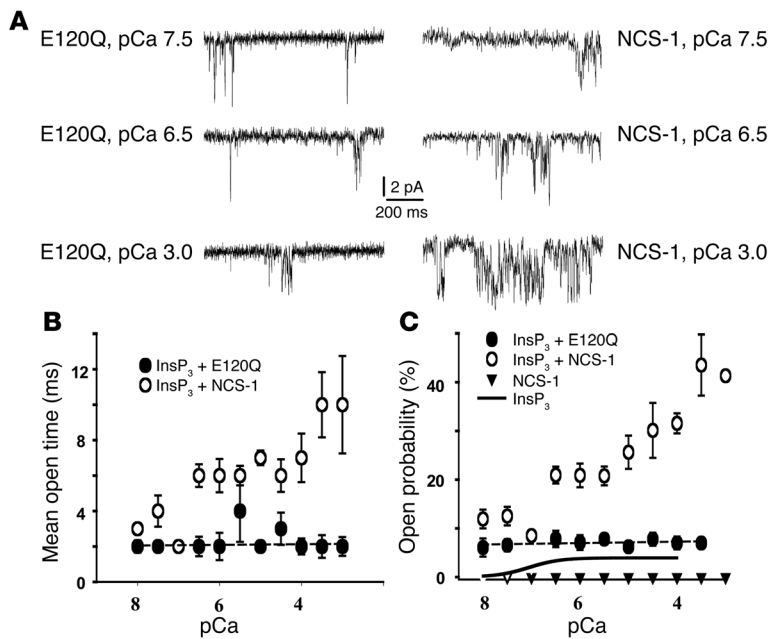 A
E120Q, pCa 7.5
NCS-1, pCa 7.5
E120Q, pCa 6.5
NCS-1, pCa 6.5
2 pA
200 ms
E120Q, pCa 3.0
NCS-1, pCa 3.0
B
InsP3 + E120Q
InsP3 + NCS-1
Mean open time (ms)
12
8
4
0
8
6
4
pCa
C
InsP3 + E120Q
InsP3 + NCS-1
NCS-1
InsP3
Open probability (%)
40
20
0
8
6
4
pCa